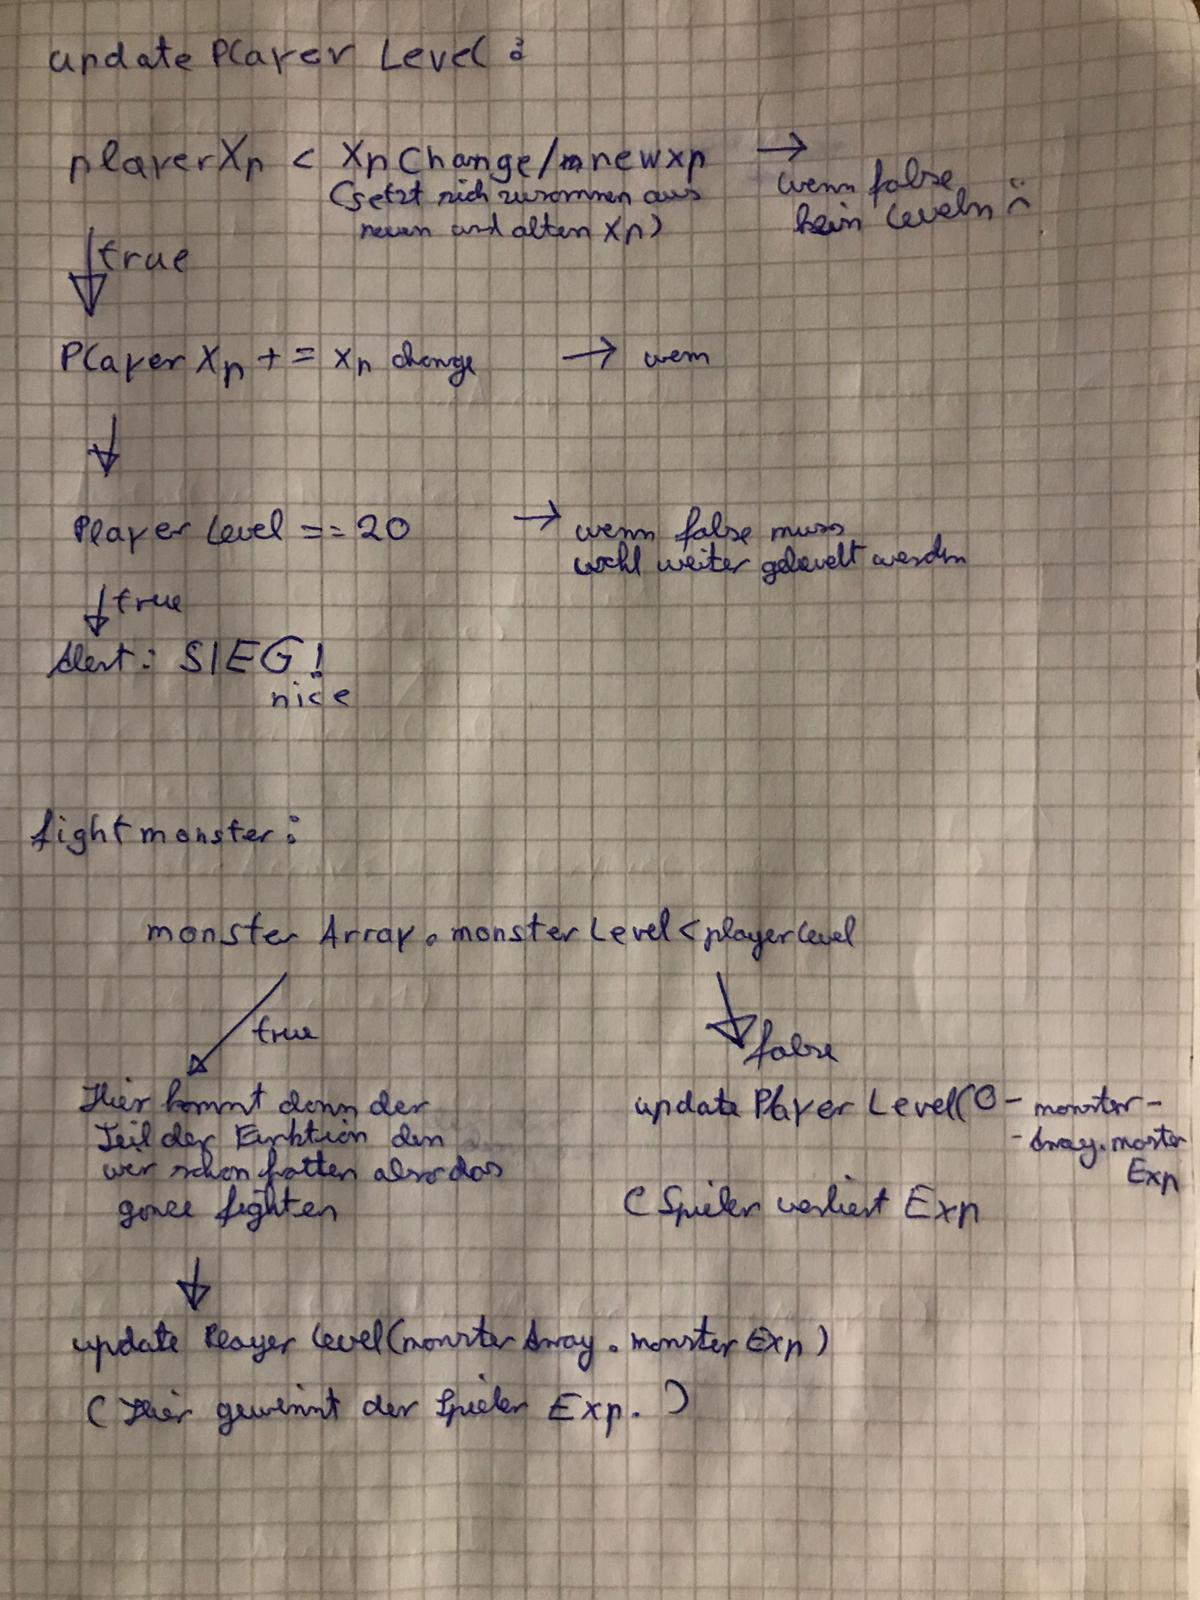 update Player Level:
playerXp < XpChange/newxp → wenn false
(setzt sich zusammen aus kein Leveln :(
neuen und alten Xp)
true
Player Xp += xp change → wenn
Player Level == 20 → wenn false muss
wohl weiter gelevelt werden
true
Alert: SIEG!
nice
fightmonster:
monster Array.monster Level < playerlevel
true
false
Hier kommt dann der
Teil der Funktion den
wir schon hatten also das
ganze fighten
update Player Level(0 - monster-
-Array.monster
Exp
(Spieler verliert Exp
update Player Level(monster Array.monster Exp)
(Hier gewinnt der Spieler Exp.)